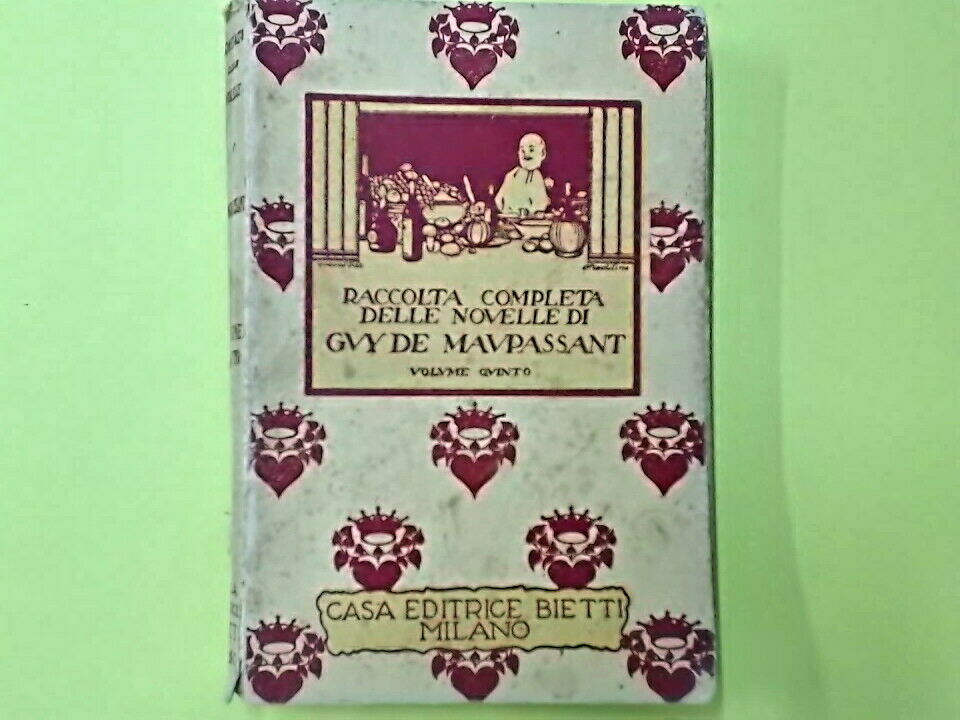 RACCOLTA COMPLETA
DELLE NOVELLE DI
GVY DE MAVPASSANT
VOLVME QVINTO
CASA EDITRICE BIETTI
MILANO